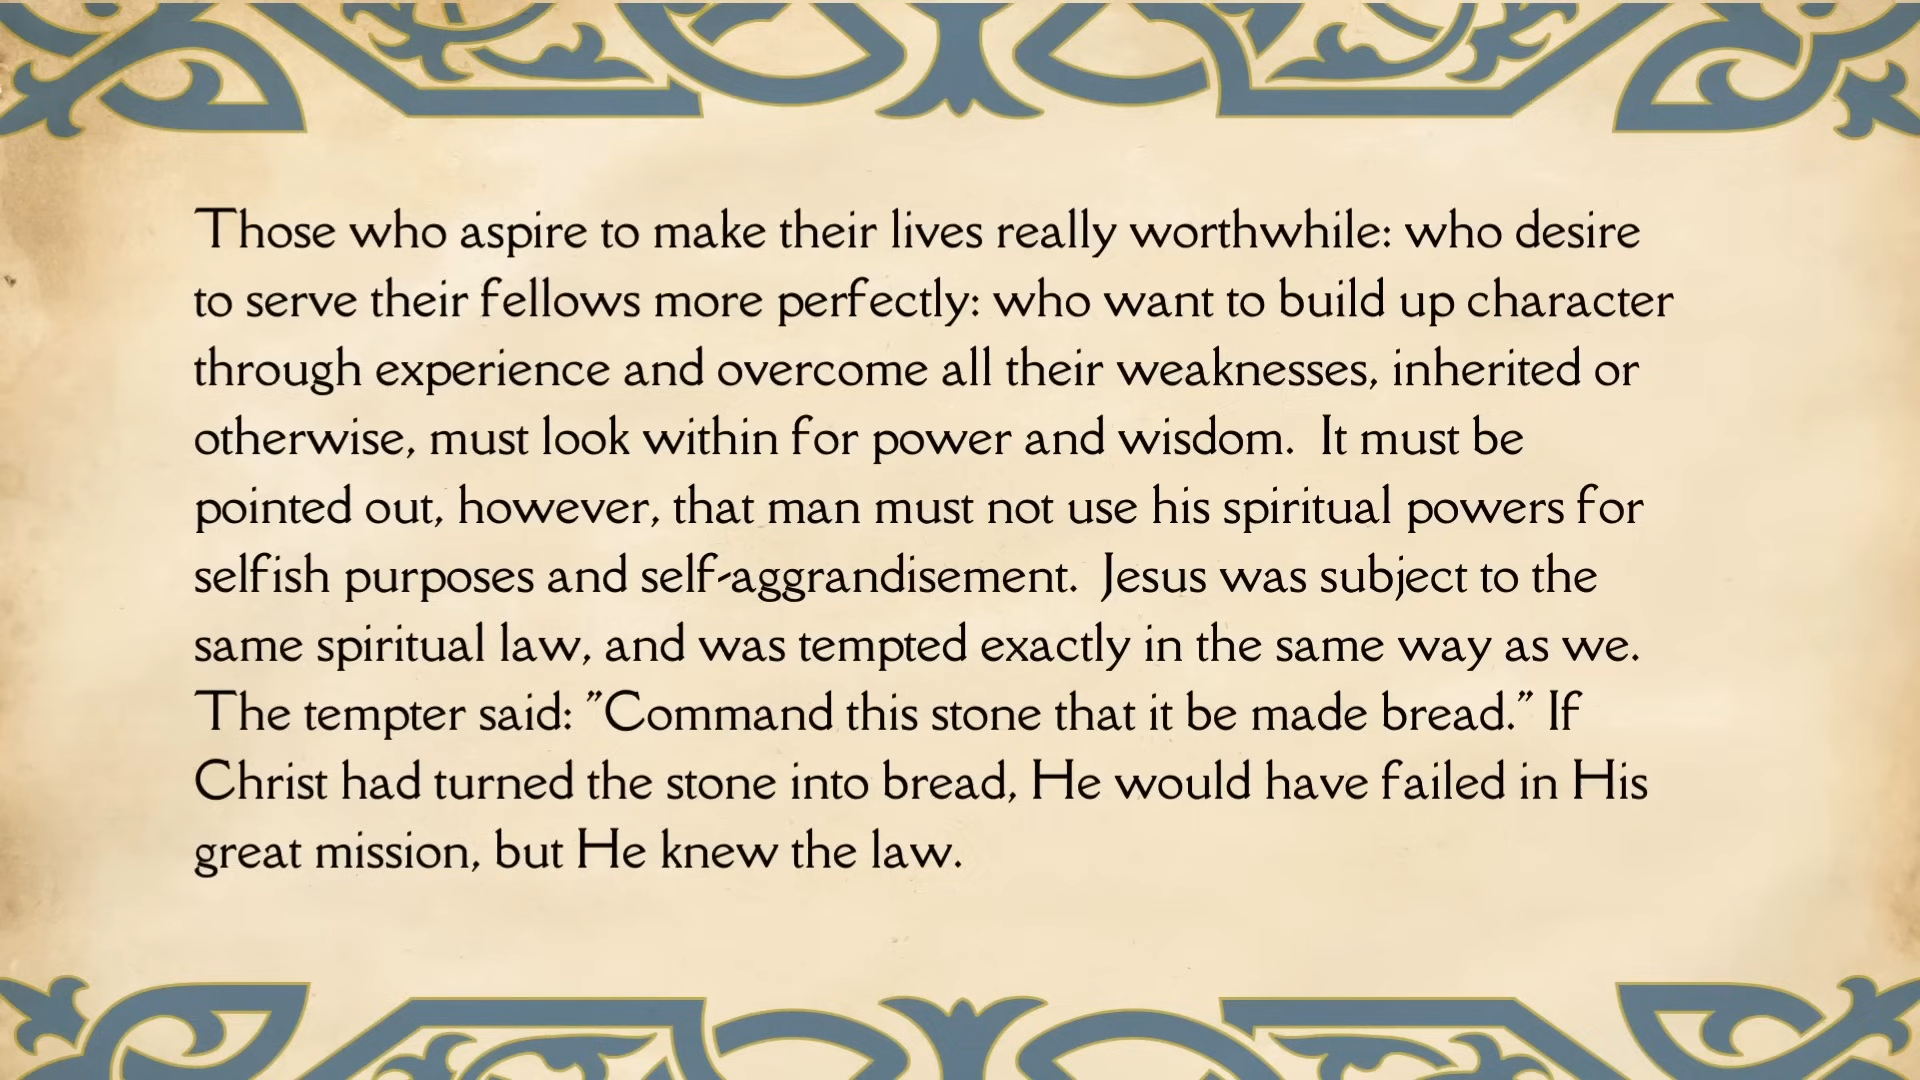 Those who aspire to make their lives really worthwhile: who desire
to serve their fellows more perfectly: who want to build up character
through experience and overcome all their weaknesses, inherited or
otherwise, must look within for power and wisdom.  It must be
pointed out, however, that man must not use his spiritual powers for
selfish purposes and self-aggrandisement.  Jesus was subject to the
same spiritual law, and was tempted exactly in the same way as we.
The tempter said: "Command this stone that it be made bread." If
Christ had turned the stone into bread, He would have failed in His
great mission, but He knew the law.